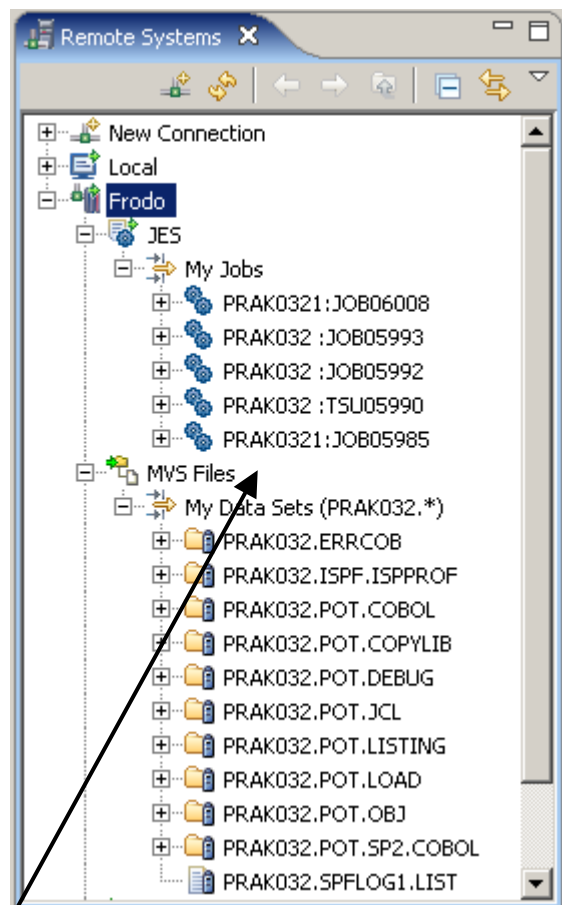 Remote Systems
New Connection
Local
Frodo
JES
My Jobs
PRAK0321:JOB06008
PRAK032 :JOB05993
PRAK032 :JOB05992
PRAK032 :TSU05990
PRAK0321:JOB05985
MVS Files
My Data Sets (PRAK032.*)
PRAK032.ERRCOB
PRAK032.ISPF.ISPPROF
PRAK032.POT.COBOL
PRAK032.POT.COPYLIB
PRAK032.POT.DEBUG
PRAK032.POT.JCL
PRAK032.POT.LISTING
PRAK032.POT.LOAD
PRAK032.POT.OBJ
PRAK032.POT.SP2.COBOL
PRAK032.SPFLOG1.LIST